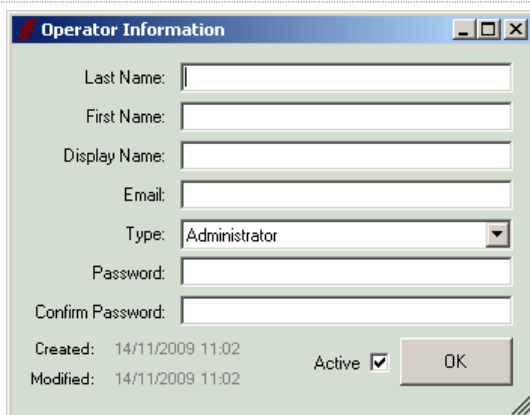 Operator Information
Last Name:
First Name:
Display Name:
Email:
Type: Administrator
Password:
Confirm Password:
Created: 14/11/2009 11:02
Active OK
Modified: 14/11/2009 11:02